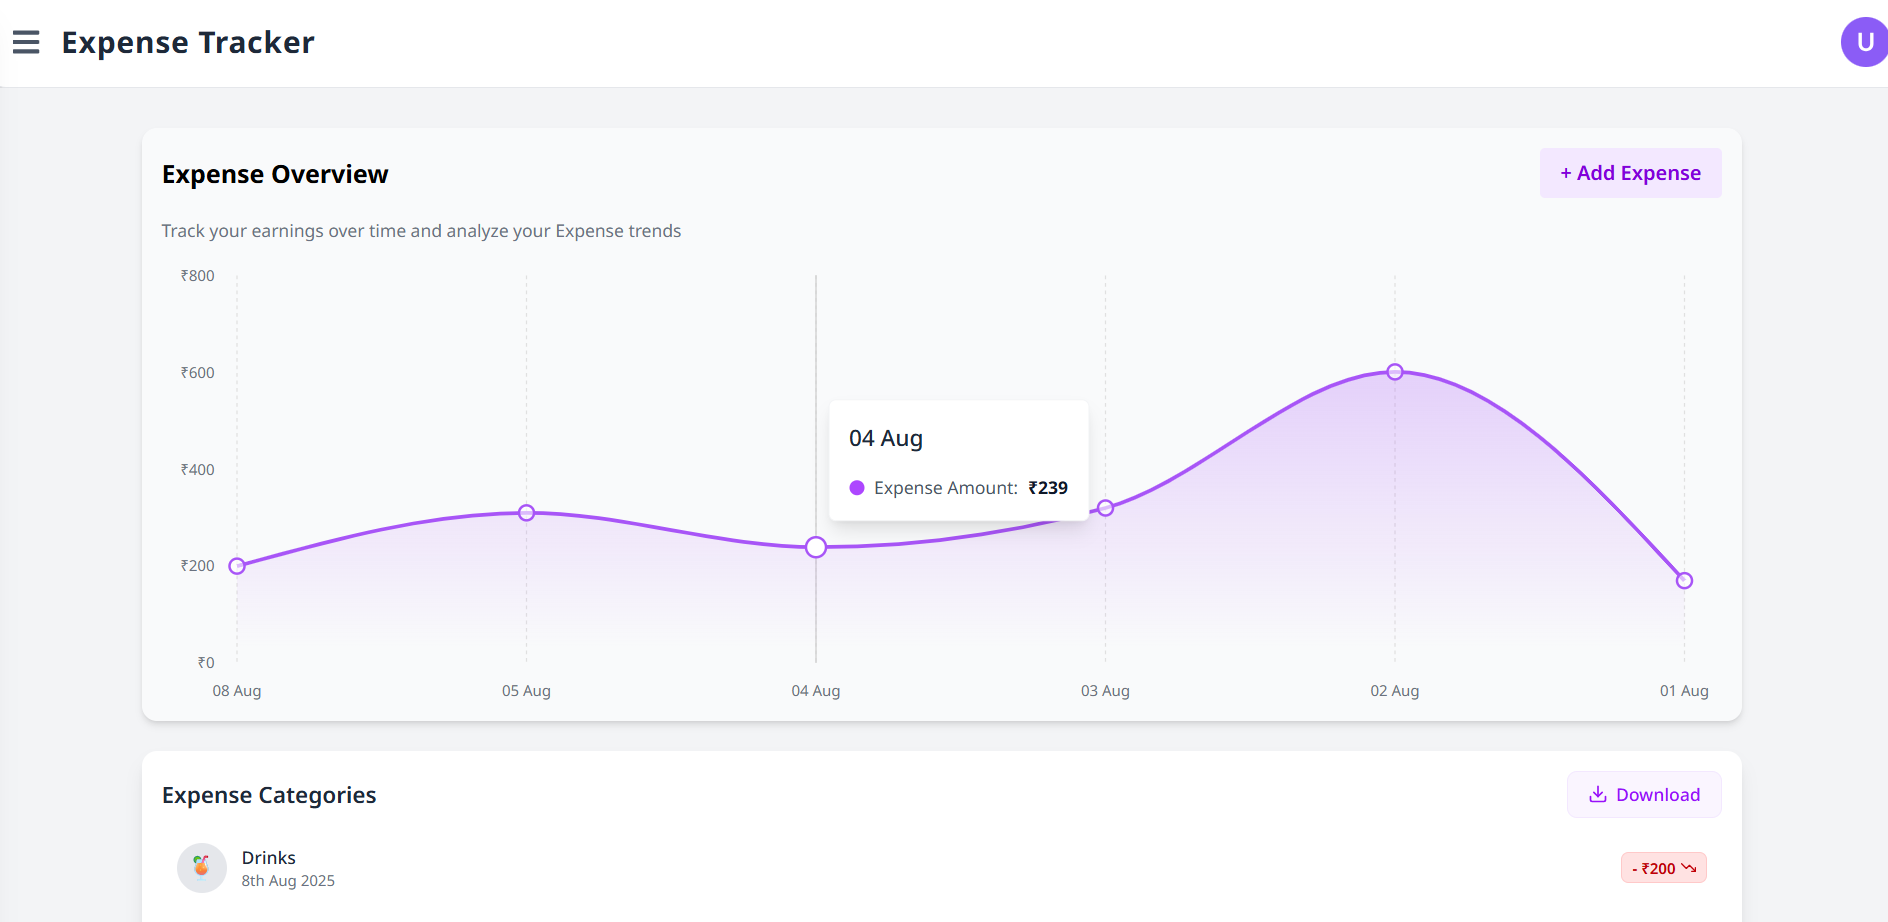 Expense Tracker
U
Expense Overview
+ Add Expense
Track your earnings over time and analyze your Expense trends
₹800
₹600
₹400
₹200
₹0
04 Aug
Expense Amount: ₹239
08 Aug
05 Aug
04 Aug
03 Aug
02 Aug
01 Aug
Expense Categories
Download
Drinks
8th Aug 2025
- ₹200